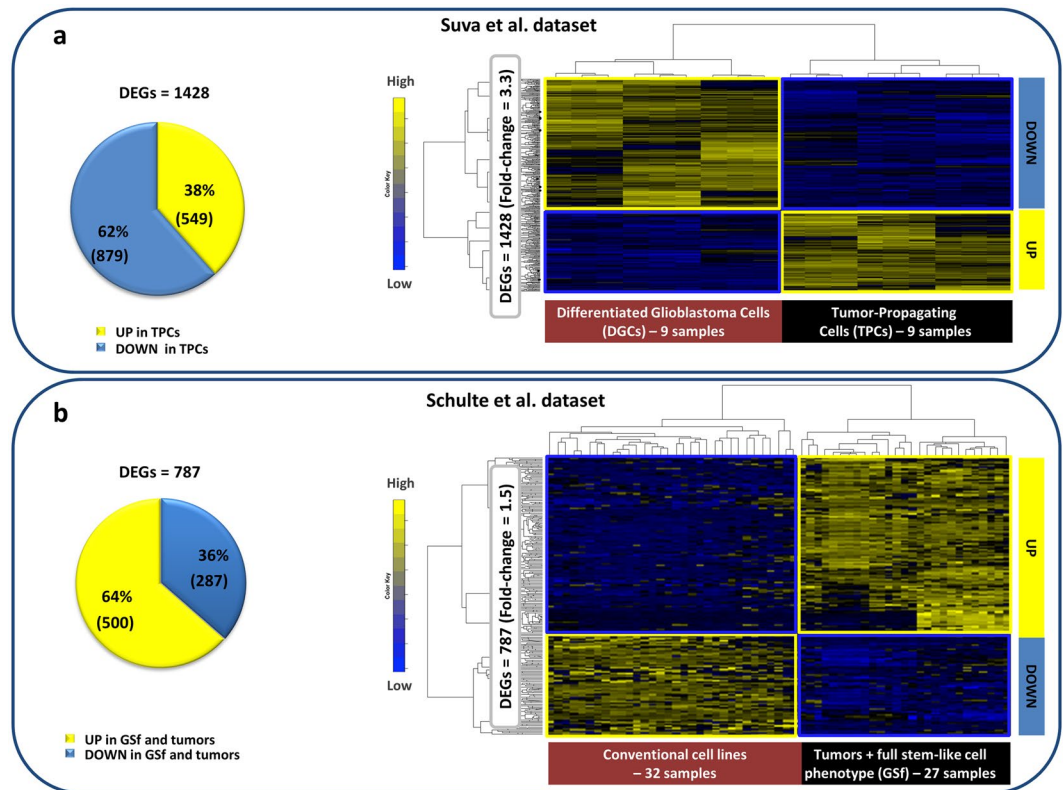 Suva et al. dataset
a
DEGs = 1428
38%
(549)
62%
(879)
UP in TPCs
DOWN in TPCs
High
Color Key
Low
DEGs = 1428 (Fold-change = 3.3)
DOWN
UP
Differentiated Glioblastoma Cells
(DGCs) – 9 samples
Tumor-Propagating
Cells (TPCs) – 9 samples
b
Schulte et al. dataset
DEGs = 787
36%
(287)
64%
(500)
UP in GSf and tumors
DOWN in GSf and tumors
High
Color Key
Low
DEGs = 787 (Fold-change = 1.5)
UP
DOWN
Conventional cell lines
– 32 samples
Tumors + full stem-like cell
phenotype (GSf) – 27 samples